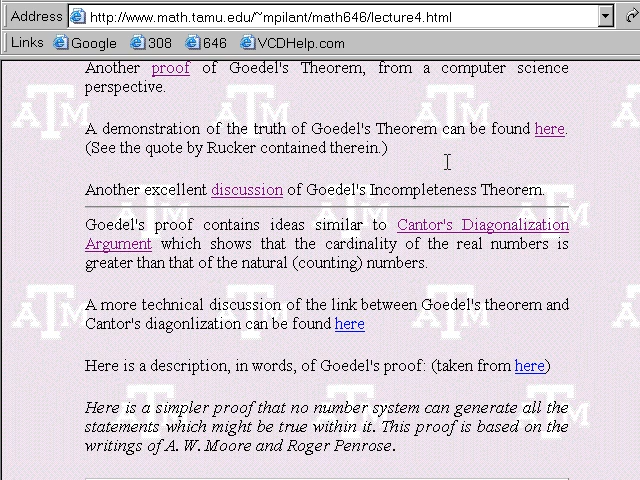 Address http://www.math.tamu.edu/~mpilant/math646/lecture4.html
Links Google 308 646 VCDHelp.com
Another proof of Goedel's Theorem, from a computer science
perspective.
A demonstration of the truth of Goedel's Theorem can be found here.
(See the quote by Rucker contained therein.)
Another excellent discussion of Goedel's Incompleteness Theorem.
Goedel's proof contains ideas similar to Cantor's Diagonalization
Argument which shows that the cardinality of the real numbers is
greater than that of the natural (counting) numbers.
A more technical discussion of the link between Goedel's theorem and
Cantor's diagonlization can be found here
Here is a description, in words, of Goedel's proof: (taken from here)
Here is a simpler proof that no number system can generate all the
statements which might be true within it. This proof is based on the
writings of A. W. Moore and Roger Penrose.